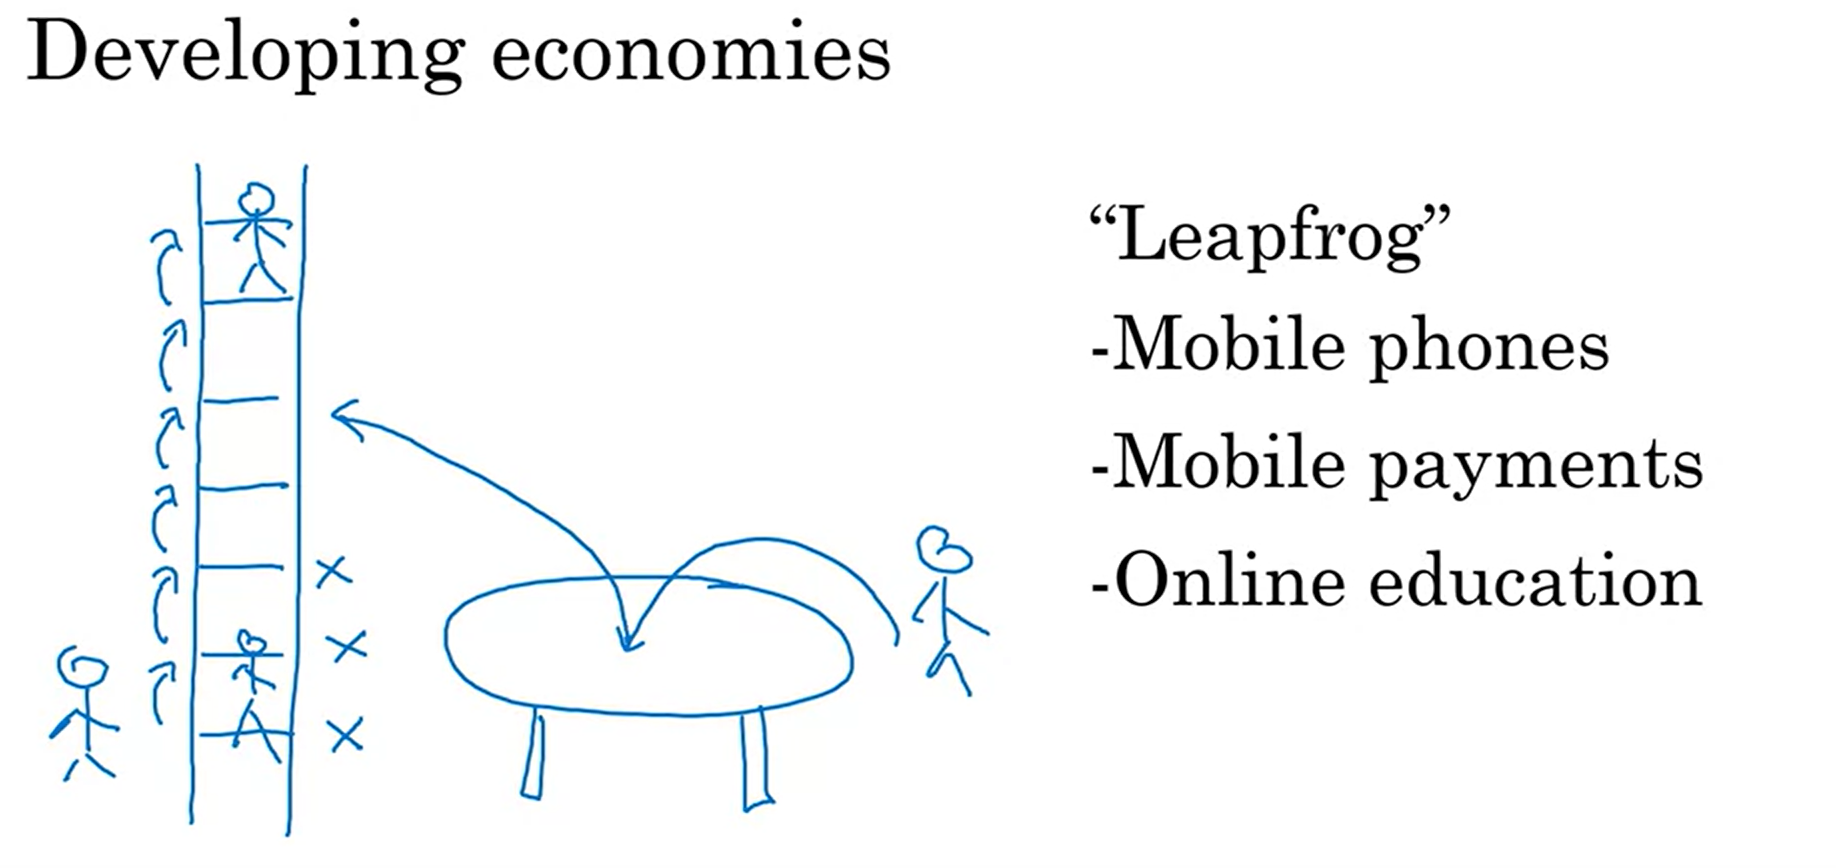 Developing economies
“Leapfrog”
-Mobile phones
-Mobile payments
-Online education